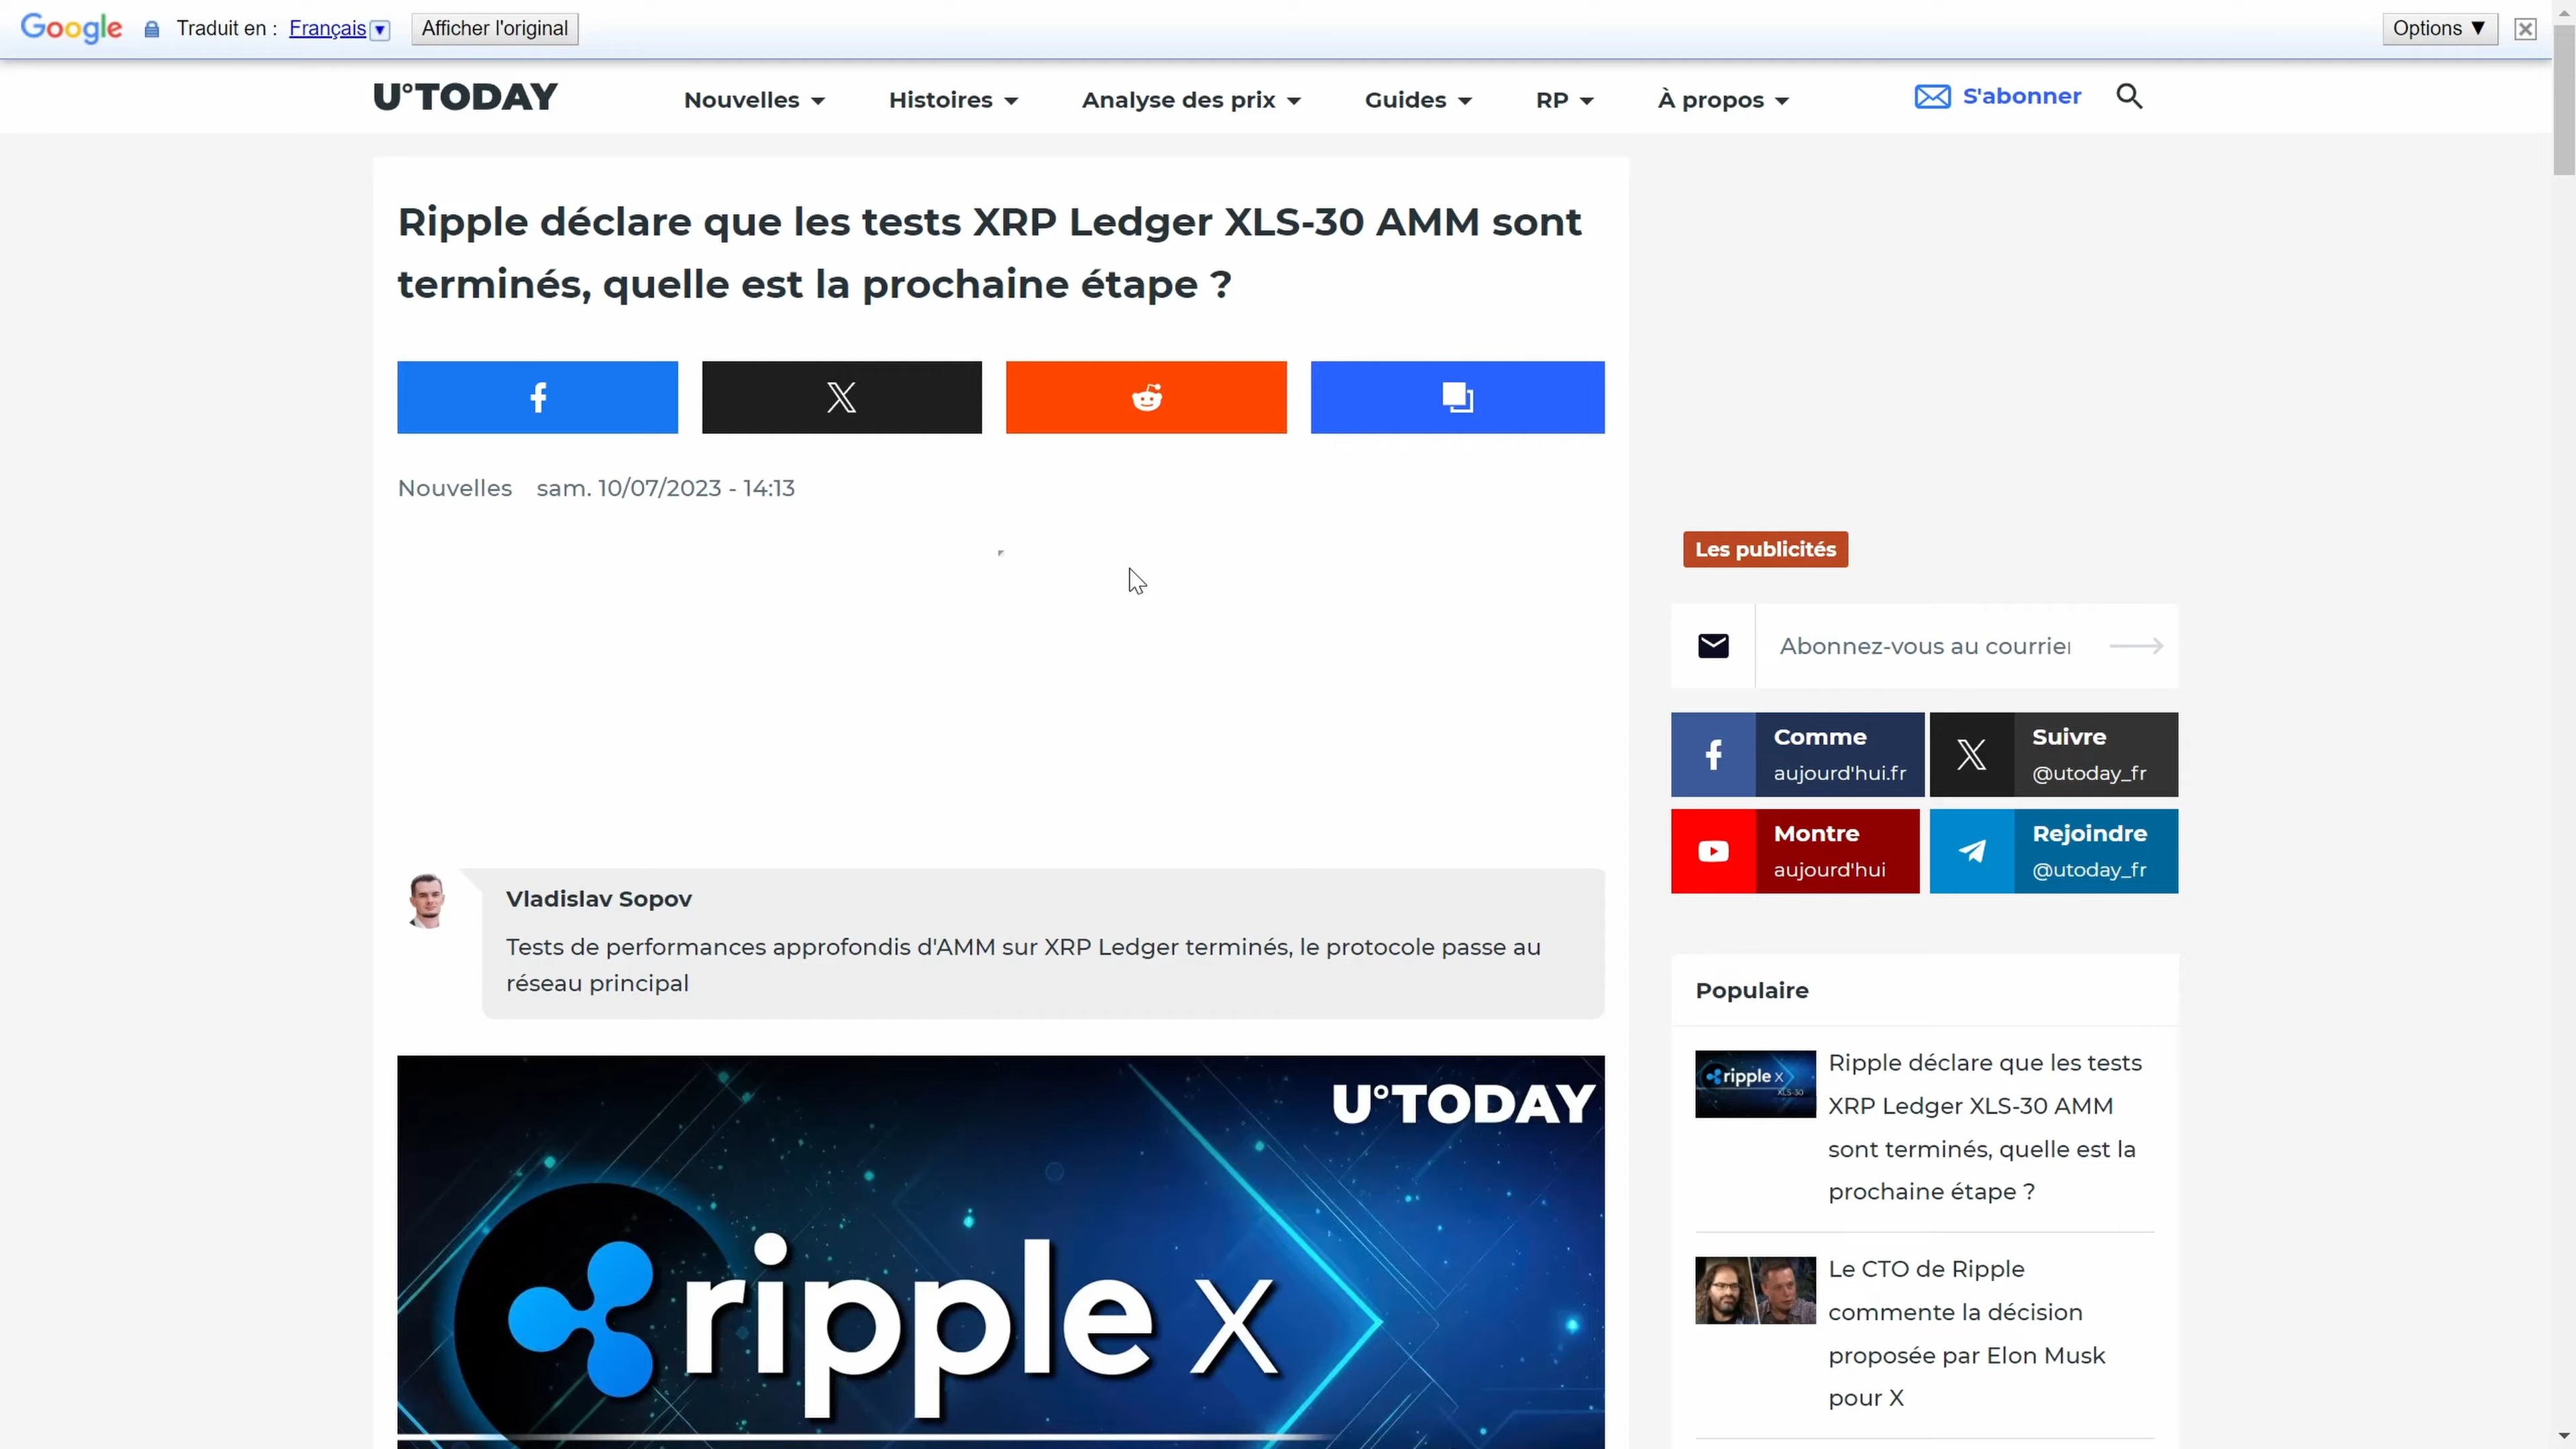 Google Traduit en : Français Afficher l'original Options ▼
U°TODAY Nouvelles Histoires Analyse des prix Guides RP À propos S'abonner
Ripple déclare que les tests XRP Ledger XLS-30 AMM sont
terminés, quelle est la prochaine étape ?
Nouvelles sam. 10/07/2023 - 14:13
Vladislav Sopov
Tests de performances approfondis d'AMM sur XRP Ledger terminés, le protocole passe au
réseau principal
U°TODAY
ripple x
Les publicités
Abonnez-vous au courrie
Comme
aujourd'hui.fr
Suivre
@utoday_fr
Montre
aujourd'hui
Rejoindre
@utoday_fr
Populaire
ripple x
XLS-30
Ripple déclare que les tests
XRP Ledger XLS-30 AMM
sont terminés, quelle est la
prochaine étape ?
Le CTO de Ripple
commente la décision
proposée par Elon Musk
pour X